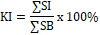 KI = ∑SI / ∑SB x 100%